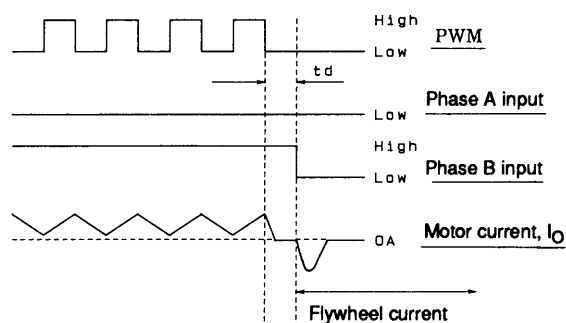 High
PWM
Low
td
Phase A input
Low
High
Phase B input
Low
0A
Motor current, IO
Flywheel current